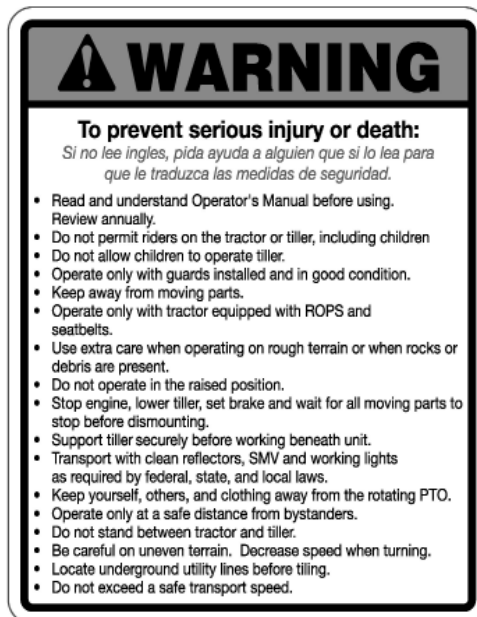 WARNING
To prevent serious injury or death:
Si no lee ingles, pida ayuda a alguien que si lo lea para
que le traduzca las medidas de seguridad.
• Read and understand Operator's Manual before using.
Review annually.
• Do not permit riders on the tractor or tiller, including children
• Do not allow children to operate tiller.
• Operate only with guards installed and in good condition.
• Keep away from moving parts.
• Operate only with tractor equipped with ROPS and
seatbelts.
• Use extra care when operating on rough terrain or when rocks or
debris are present.
• Do not operate in the raised position.
• Stop engine, lower tiller, set brake and wait for all moving parts to
stop before dismounting.
• Support tiller securely before working beneath unit.
• Transport with clean reflectors, SMV and working lights
as required by federal, state, and local laws.
• Keep yourself, others, and clothing away from the rotating PTO.
• Operate only at a safe distance from bystanders.
• Do not stand between tractor and tiller.
• Be careful on uneven terrain. Decrease speed when turning.
• Locate underground utility lines before tiling.
• Do not exceed a safe transport speed.